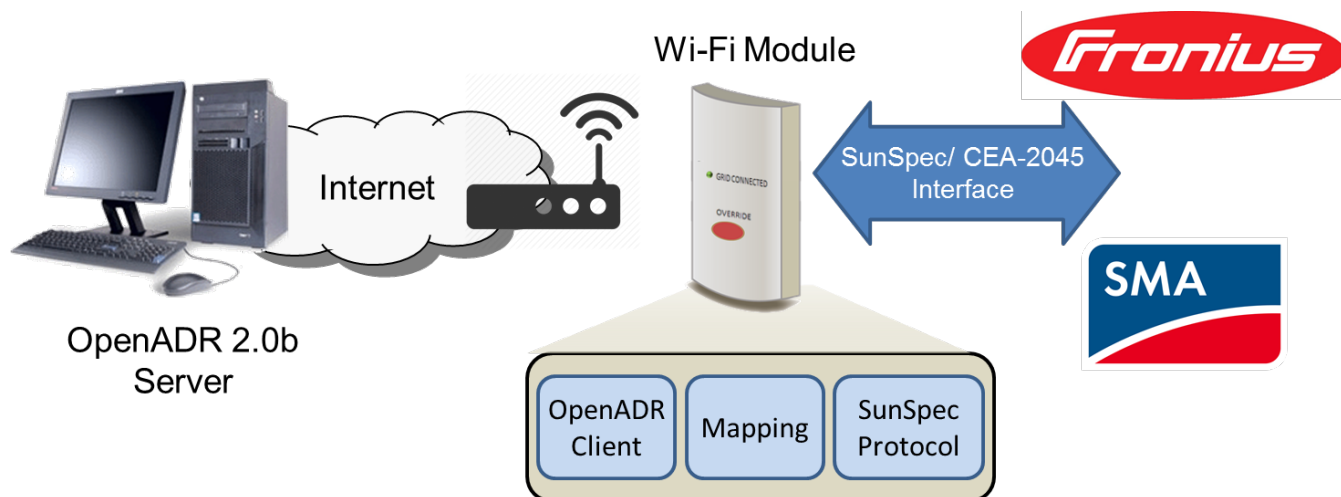 Wi-Fi Module
Fronius
Internet
GRID CONNECTED
OVERRIDE
SunSpec/ CEA-2045
Interface
SMA
OpenADR 2.0b
Server
OpenADR
Client
Mapping
SunSpec
Protocol